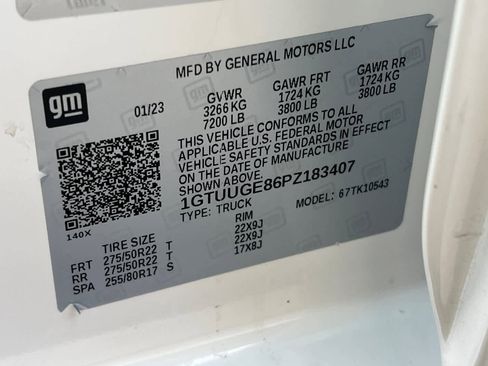 gm
MFD BY GENERAL MOTORS LLC
01/23 GVWR GAWR FRT GAWR RR
3266 KG 1724 KG 1724 KG
7200 LB 3800 LB 3800 LB
THIS VEHICLE CONFORMS TO ALL
APPLICABLE U.S. FEDERAL MOTOR
VEHICLE SAFETY STANDARDS IN EFFECT
ON THE DATE OF MANUFACTURE
SHOWN ABOVE.
1GTUUGE86PZ183407
TYPE: TRUCK MODEL: 67TK10543
140X
TIRE SIZE RIM
FRT 275/50R22 T 22X9J
RR 275/50R22 T 22X9J
SPA 255/80R17 S 17X8J